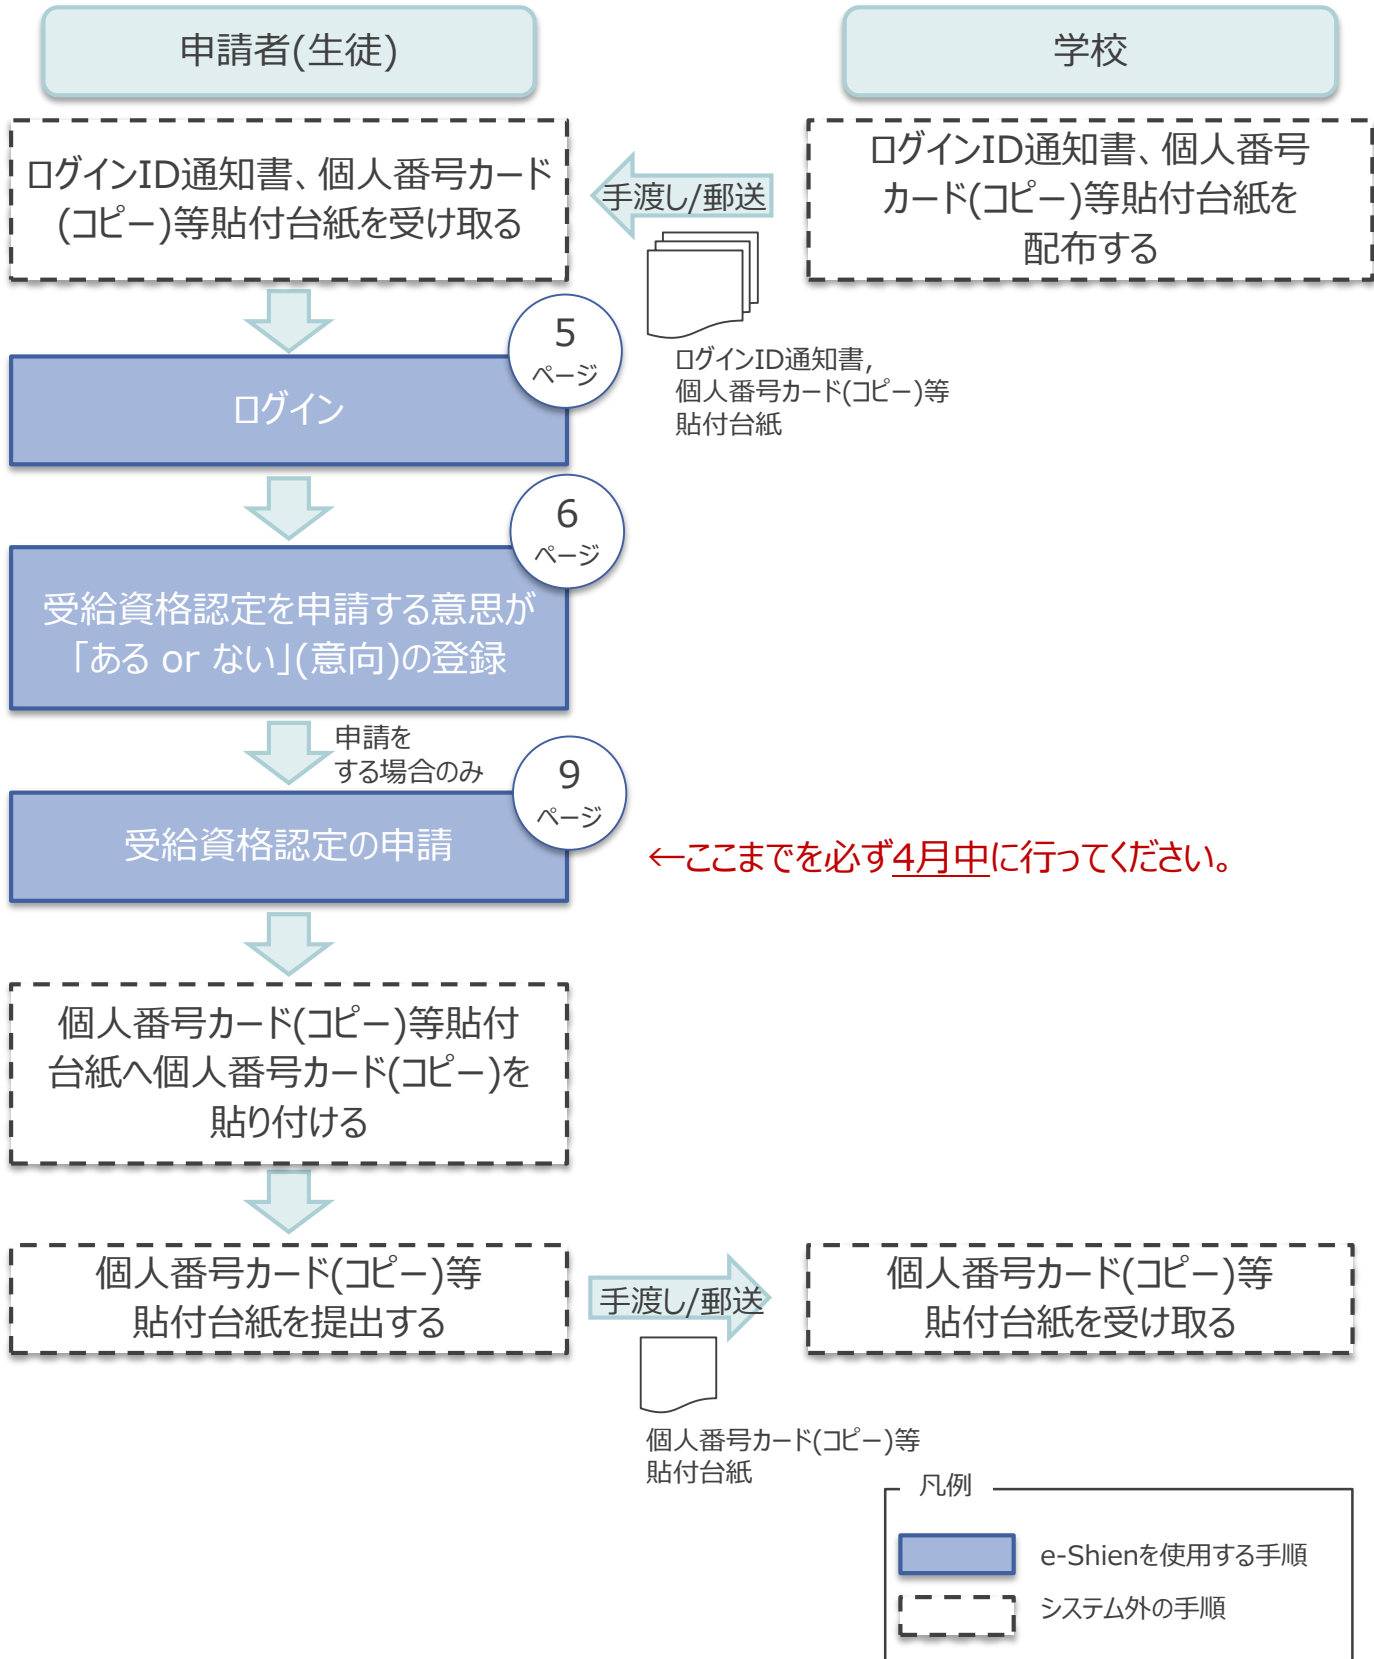 申請者(生徒)
学校
ログインID通知書、個人番号カード
(コピー)等貼付台紙を受け取る
手渡し/郵送
ログインID通知書、個人番号
カード(コピー)等貼付台紙を
配布する
ログインID通知書,
個人番号カード(コピー)等
貼付台紙
5
ページ
ログイン
6
ページ
受給資格認定を申請する意思が
「ある or ない」(意向)の登録
申請を
する場合のみ
9
ページ
受給資格認定の申請
←ここまでを必ず4月中に行ってください。
個人番号カード(コピー)等貼付
台紙へ個人番号カード(コピー)を
貼り付ける
個人番号カード(コピー)等
貼付台紙を提出する
手渡し/郵送
個人番号カード(コピー)等
貼付台紙を受け取る
個人番号カード(コピー)等
貼付台紙
凡例
e-Shienを使用する手順
システム外の手順